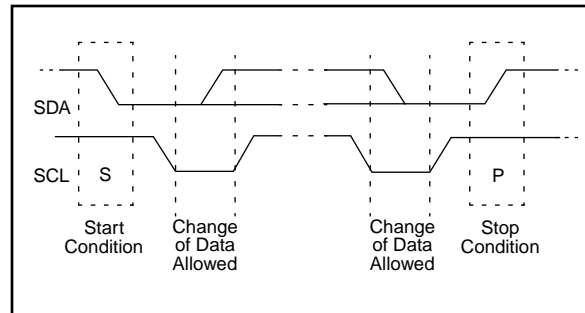 SDA
SCL
S
P
Start
Condition
Change
of Data
Allowed
Change
of Data
Allowed
Stop
Condition